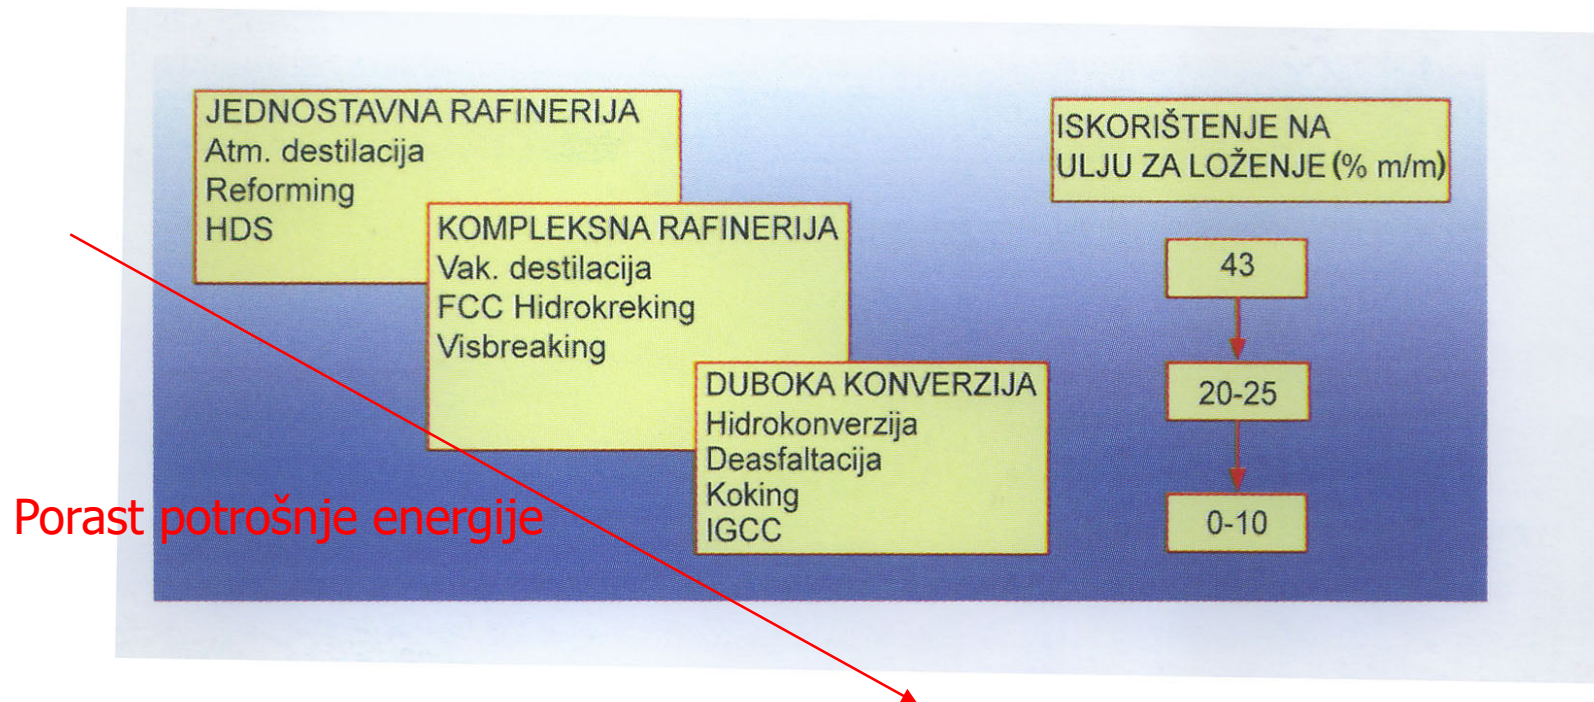 JEDNOSTAVNA RAFINERIJA
Atm. destilacija
Reforming
HDS
KOMPLEKSNA RAFINERIJA
Vak. destilacija
FCC Hidrokreking
Visbreaking
DUBOKA KONVERZIJA
Hidrokonverzija
Deasfaltacija
Koking
IGCC
ISKORIŠTENJE NA
ULJU ZA LOŽENJE (% m/m)
43
20-25
0-10
Porast potrošnje energije